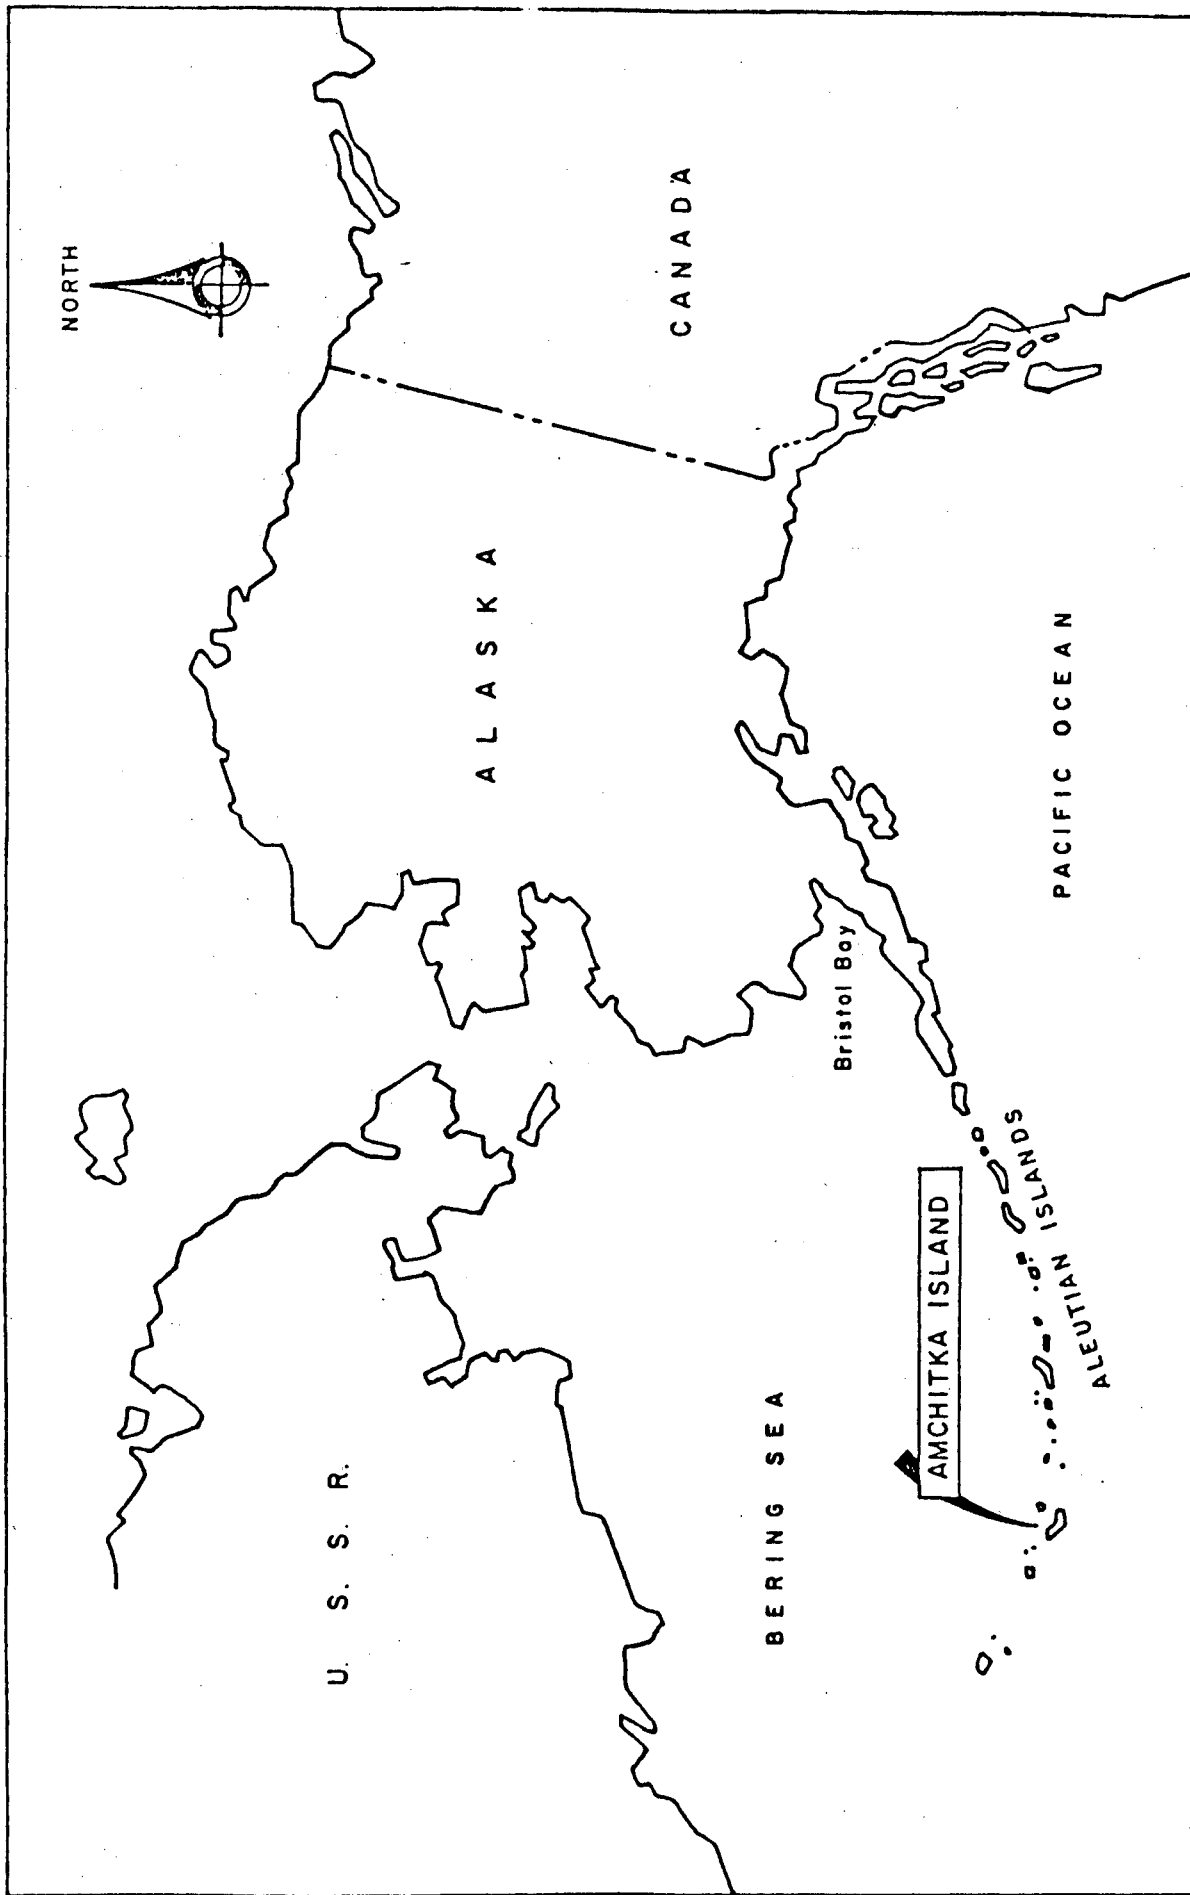 NORTH
U. S. S. R.
ALASKA
CANADA
BERING SEA
Bristol Bay
AMCHITKA ISLAND
ALEUTIAN ISLANDS
PACIFIC OCEAN